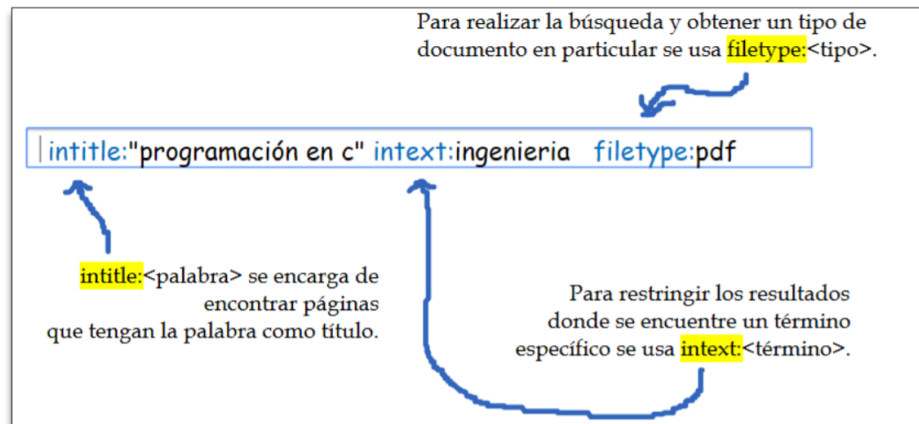 Para realizar la búsqueda y obtener un tipo de
documento en particular se usa filetype:<tipo>.
intitle:"programación en c" intext:ingenieria filetype:pdf
intitle:<palabra> se encarga de
encontrar páginas
que tengan la palabra como título.
Para restringir los resultados
donde se encuentre un término
específico se usa intext:<término>.